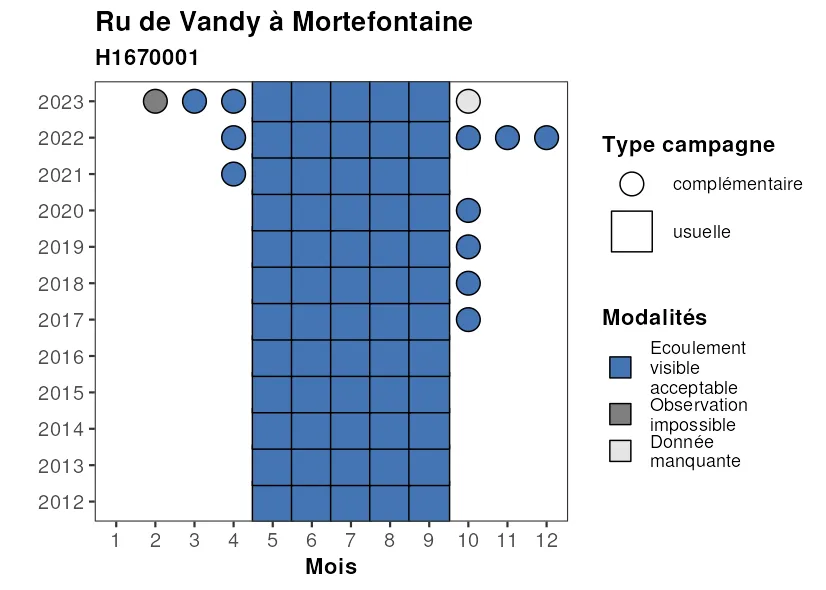 Ru de Vandy à Mortefontaine
H1670001
2023
2022
2021
2020
2019
2018
2017
2016
2015
2014
2013
2012
1 2 3 4 5 6 7 8 9 10 11 12
Mois
Type campagne
complémentaire
usuelle
Modalités
Ecoulement
visible
acceptable
Observation
impossible
Donnée
manquante